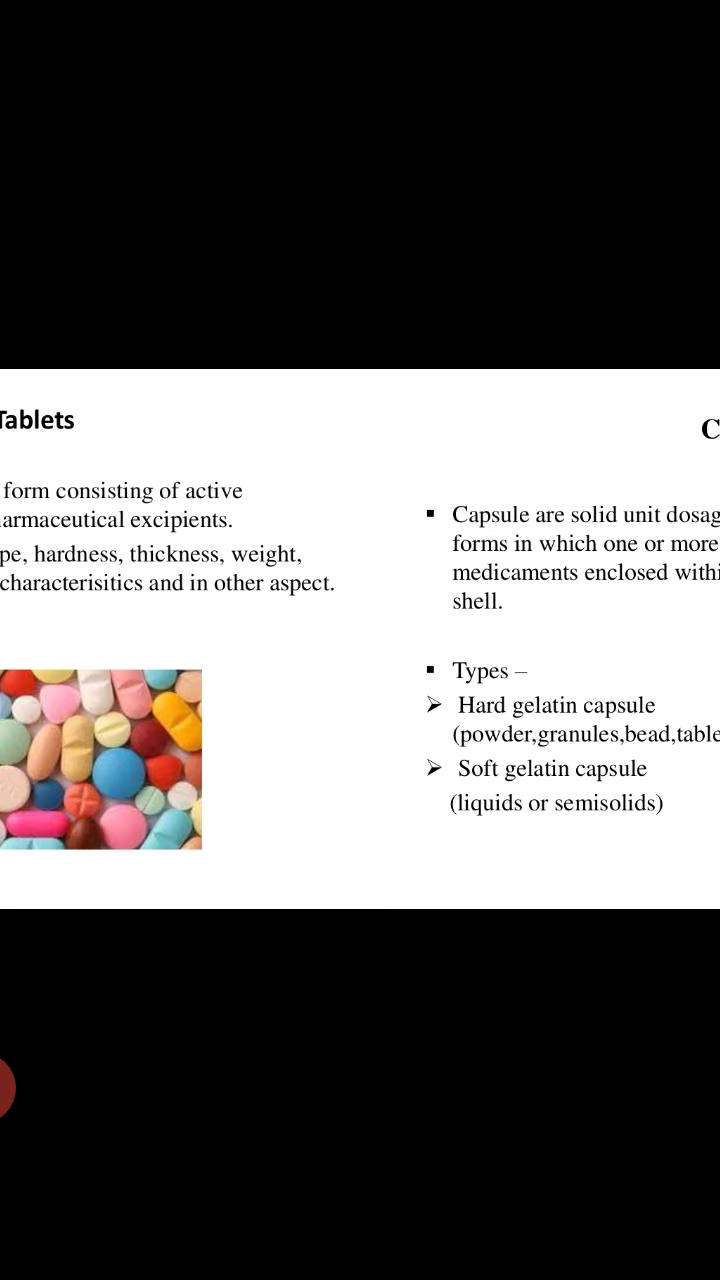 Tablets
form consisting of active
armaceutical excipients.
pe, hardness, thickness, weight,
characterisitics and in other aspect.
C
▪ Capsule are solid unit dosag
forms in which one or more
medicaments enclosed withi
shell.
▪ Types –
➢ Hard gelatin capsule
(powder,granules,bead,table
➢ Soft gelatin capsule
(liquids or semisolids)